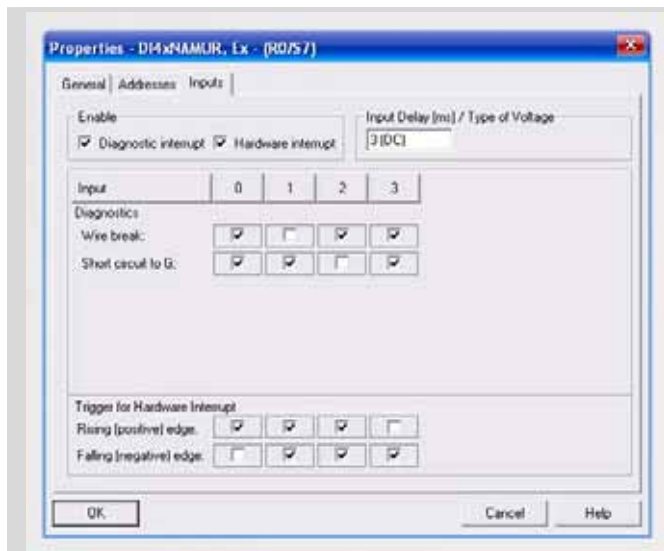 Properties - DI4xNAMUR, Ex - (R0/S7)
General Addresses Inputs
Enable
Input Delay [ms] / Type of Voltage
Diagnostic interrupt Hardware interrupt
3 (DC)
Input 0 1 2 3
Diagnostics
Wire break:
Short circuit to G:
Trigger for Hardware Interrupt
Rising (positive) edge:
Falling (negative) edge:
OK Cancel Help